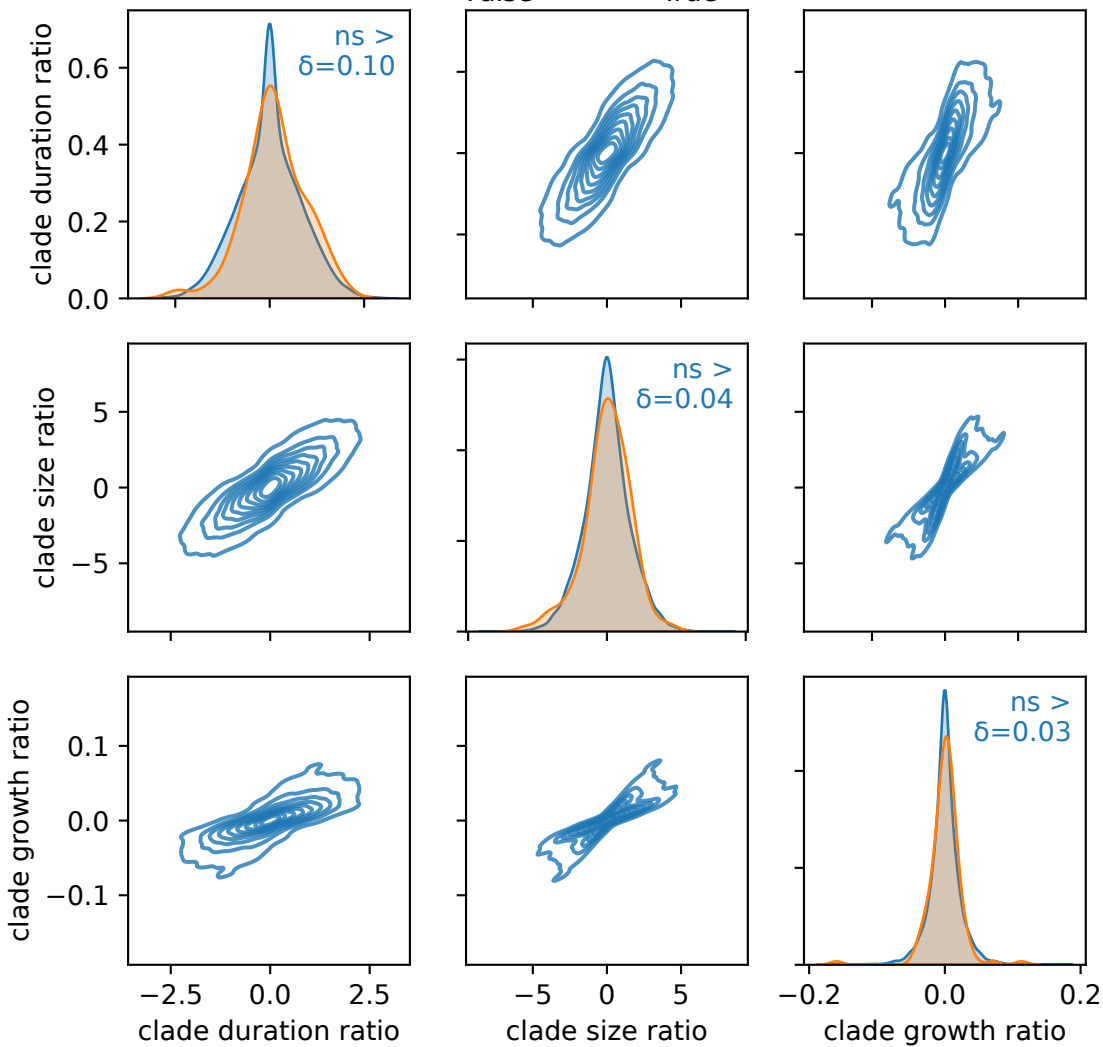 clade duration ratio
0.6
0.4
0.2
0.0
ns >
δ=0.10
clade size ratio
5
0
−5
ns >
δ=0.04
clade growth ratio
0.1
0.0
−0.1
ns >
δ=0.03
−2.5 0.0 2.5
−5 0 5
−0.2 0.0 0.2
clade duration ratio
clade size ratio
clade growth ratio